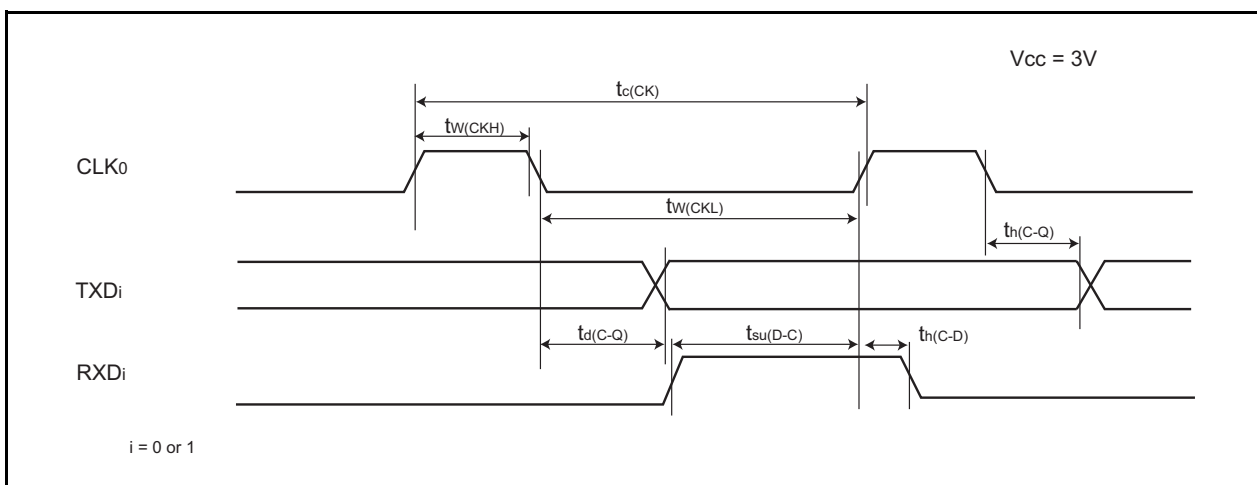 Vcc = 3V
tc(CK)
tW(CKH)
CLK0
tW(CKL)
th(C-Q)
TXDi
td(C-Q)
tsu(D-C)
th(C-D)
RXDi
i = 0 or 1